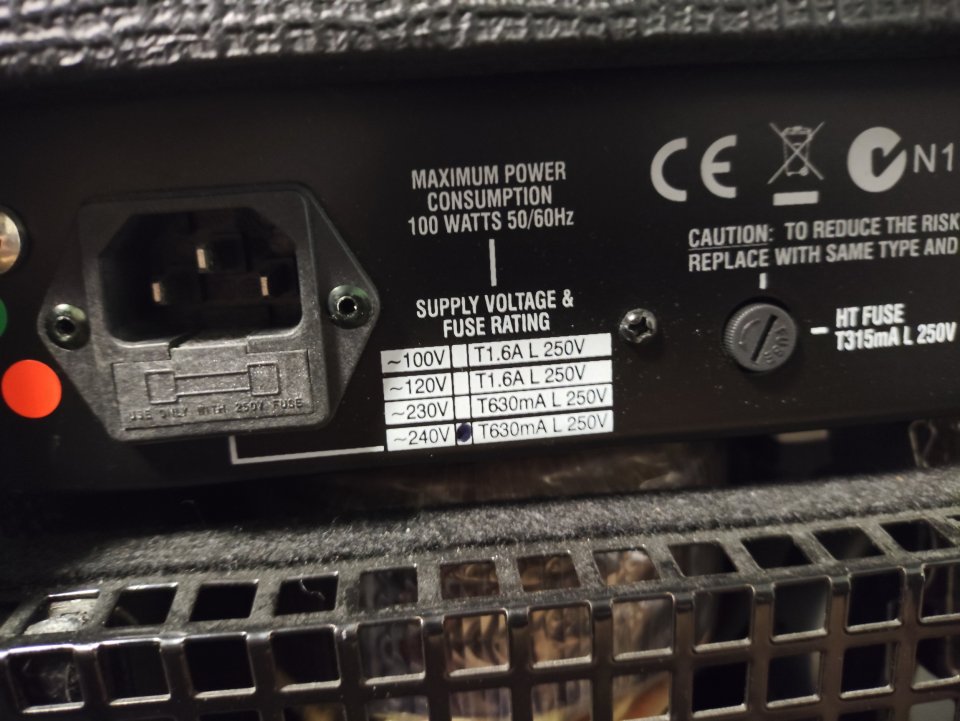 MAXIMUM POWER
CONSUMPTION
100 WATTS 50/60Hz
SUPPLY VOLTAGE &
FUSE RATING
~100V T1.6A L 250V
~120V T1.6A L 250V
~230V T630mA L 250V
~240V T630mA L 250V
USE ONLY WITH 250V FUSE
CE
N1
CAUTION: TO REDUCE THE RISK
REPLACE WITH SAME TYPE AND
HT FUSE
T315mA L 250V
FUSE